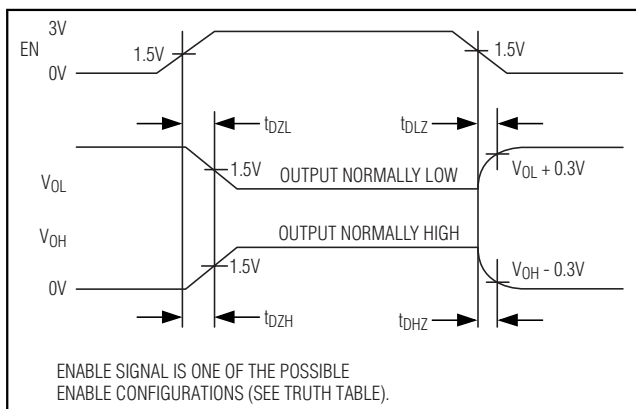 3V
EN
1.5V
1.5V
0V
tDZL
tDLZ
1.5V
OUTPUT NORMALLY LOW
VOL + 0.3V
VOL
VOH
OUTPUT NORMALLY HIGH
1.5V
VOH - 0.3V
0V
tDZH
tDHZ
ENABLE SIGNAL IS ONE OF THE POSSIBLE
ENABLE CONFIGURATIONS (SEE TRUTH TABLE).